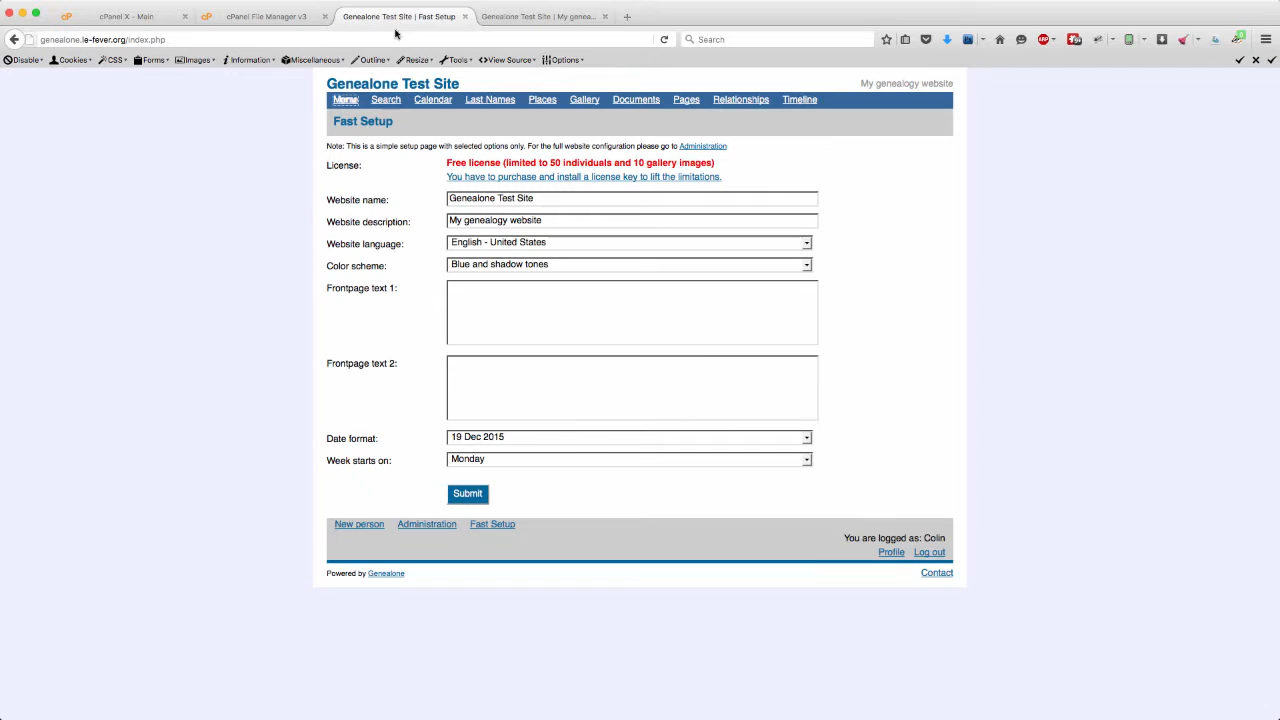 cPanel X - Main
cPanel File Manager v3
Genealone Test Site | Fast Setup
Genealone Test Site | My genea...
genealone.le-fever.org/index.php
Search
Disable
Cookies
CSS
Forms
Images
Information
Miscellaneous
Outline
Resize
Tools
View Source
Options
Genealone Test Site
My genealogy website
Menu Search Calendar Last Names Places Gallery Documents Pages Relationships Timeline
Fast Setup
Note: This is a simple setup page with selected options only. For the full website configuration please go to Administration
License:
Free license (limited to 50 individuals and 10 gallery images)
You have to purchase and install a license key to lift the limitations.
Website name:
Genealone Test Site
Website description:
My genealogy website
Website language:
English - United States
Color scheme:
Blue and shadow tones
Frontpage text 1:
Frontpage text 2:
Date format:
19 Dec 2015
Week starts on:
Monday
Submit
New person Administration Fast Setup
You are logged as: Colin
Profile Log out
Powered by Genealone
Contact